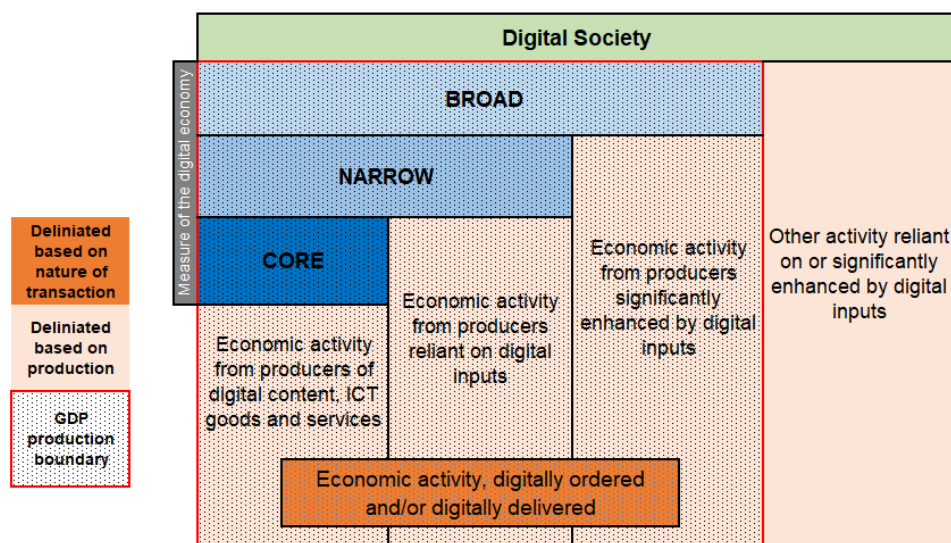 Digital Society
Measure of the digital economy
BROAD
NARROW
CORE
Economic activity
from producers of
digital content, ICT
goods and services
Economic activity
from producers
reliant on digital
inputs
Economic activity
from producers
significantly
enhanced by digital
inputs
Other activity reliant
on or significantly
enhanced by digital
inputs
Economic activity, digitally ordered
and/or digitally delivered
Deliniated
based on
nature of
transaction
Deliniated
based on
production
GDP
production
boundary